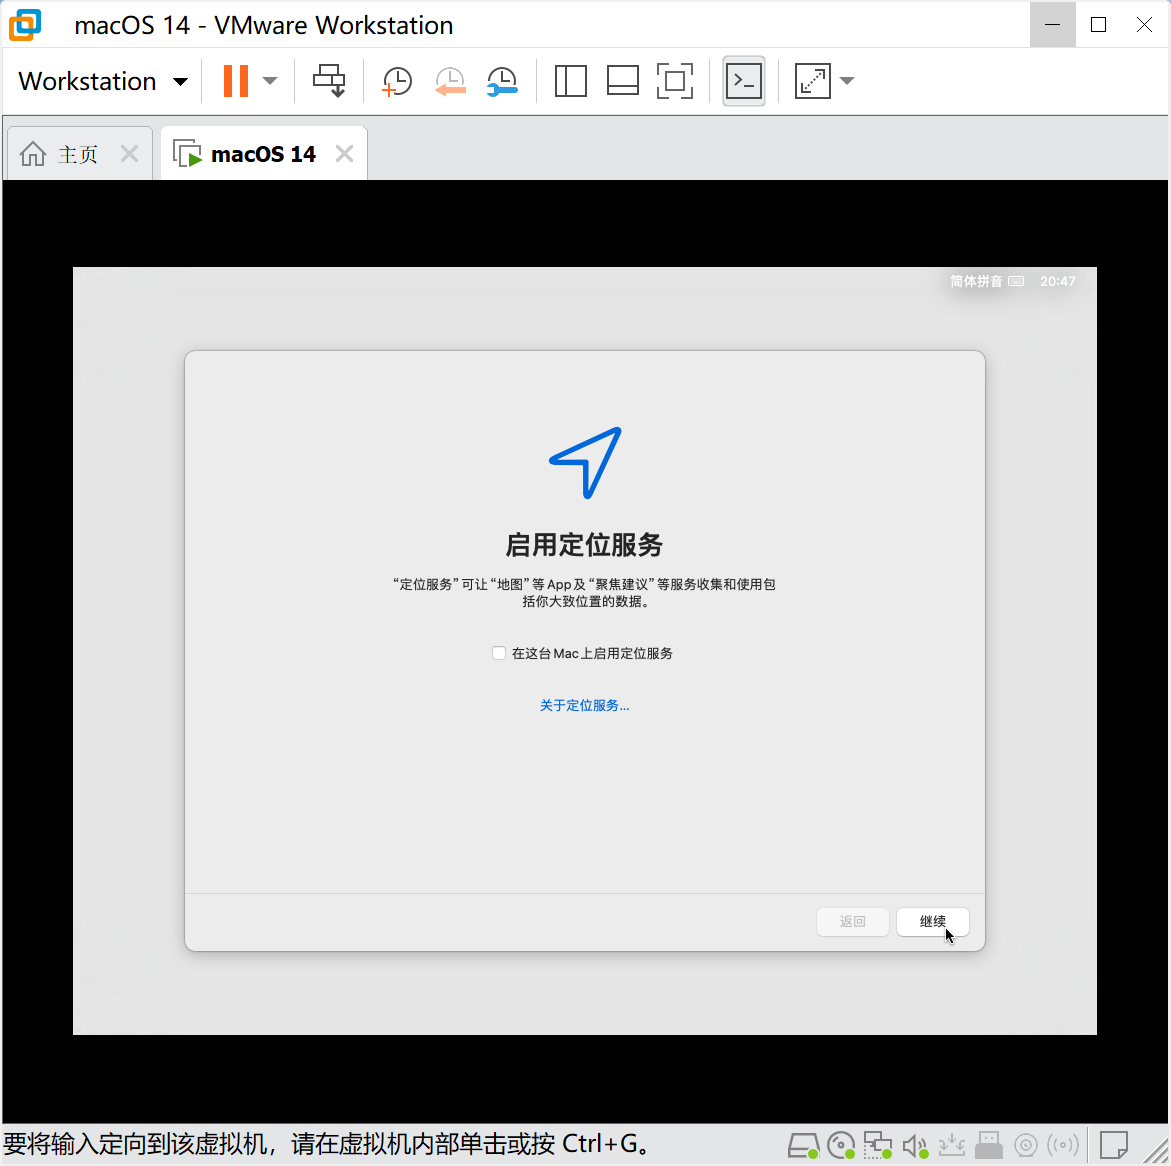 macOS 14 - VMware Workstation
Workstation
主页
macOS 14
简体拼音 20:47
启用定位服务
“定位服务”可让“地图”等 App 及“聚焦建议”等服务收集和使用包
括你大致位置的数据。
在这台 Mac 上启用定位服务
关于定位服务...
返回
继续
要将输入定向到该虚拟机，请在虚拟机内部单击或按 Ctrl+G。